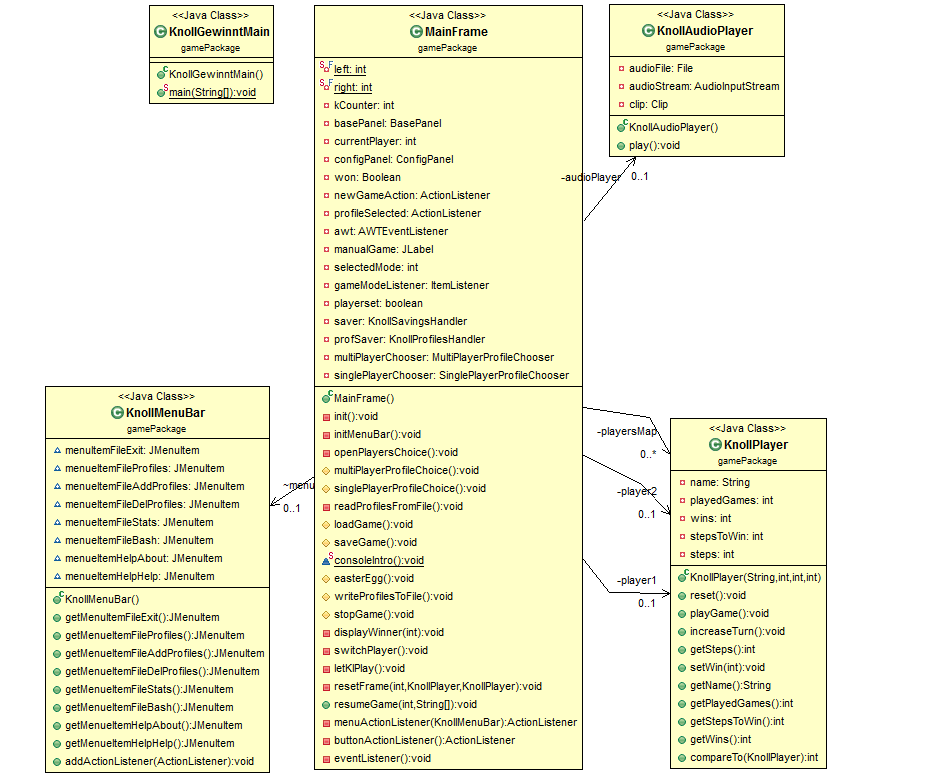 <<Java Class>>
KnollGewinntMain
gamePackage
KnollGewinntMain()
main(String[]):void
<<Java Class>>
MainFrame
gamePackage
left: int
right: int
kCounter: int
basePanel: BasePanel
currentPlayer: int
configPanel: ConfigPanel
won: Boolean
newGameAction: ActionListener
profileSelected: ActionListener
awt: AWTEventListener
manualGame: JLabel
selectedMode: int
gameModeListener: ItemListener
playerset: boolean
saver: KnollSavingsHandler
profSaver: KnollProfilesHandler
multiPlayerChooser: MultiPlayerProfileChooser
singlePlayerChooser: SinglePlayerProfileChooser
MainFrame()
init():void
initMenuBar():void
openPlayersChoice():void
multiPlayerProfileChoice():void
singlePlayerProfileChoice():void
readProfilesFromFile():void
loadGame():void
saveGame():void
consoleIntro():void
easterEgg():void
writeProfilesToFile():void
stopGame():void
displayWinner(int):void
switchPlayer():void
letKIPlay():void
resetFrame(int,KnollPlayer,KnollPlayer):void
resumeGame(int,String[]):void
menuActionListener(KnollMenuBar):ActionListener
buttonActionListener():ActionListener
eventListener():void
<<Java Class>>
KnollAudioPlayer
gamePackage
audioFile: File
audioStream: AudioInputStream
clip: Clip
KnollAudioPlayer()
play():void
-audioPlayer
0..1
<<Java Class>>
KnollMenuBar
gamePackage
menuItemFileExit: JMenuItem
menueItemFileProfiles: JMenuItem
menueItemFileAddProfiles: JMenuItem
menueItemFileDelProfiles: JMenuItem
menueItemFileStats: JMenuItem
menueItemFileBash: JMenuItem
menueItemHelpAbout: JMenuItem
menueItemHelpHelp: JMenuItem
KnollMenuBar()
getMenuItemFileExit():JMenuItem
getMenueItemFileProfiles():JMenuItem
getMenueItemFileAddProfiles():JMenuItem
getMenueItemFileDelProfiles():JMenuItem
getMenueItemFileStats():JMenuItem
getMenueItemFileBash():JMenuItem
getMenueItemHelpAbout():JMenuItem
getMenueItemHelpHelp():JMenuItem
addActionListener(ActionListener):void
~menu
0..1
-playersMap
0..*
-player2
0..1
-player1
0..1
<<Java Class>>
KnollPlayer
gamePackage
name: String
playedGames: int
wins: int
stepsToWin: int
steps: int
KnollPlayer(String,int,int,int)
reset():void
playGame():void
increaseTurn():void
getSteps():int
setWin(int):void
getName():String
getPlayedGames():int
getStepsToWin():int
getWins():int
compareTo(KnollPlayer):int